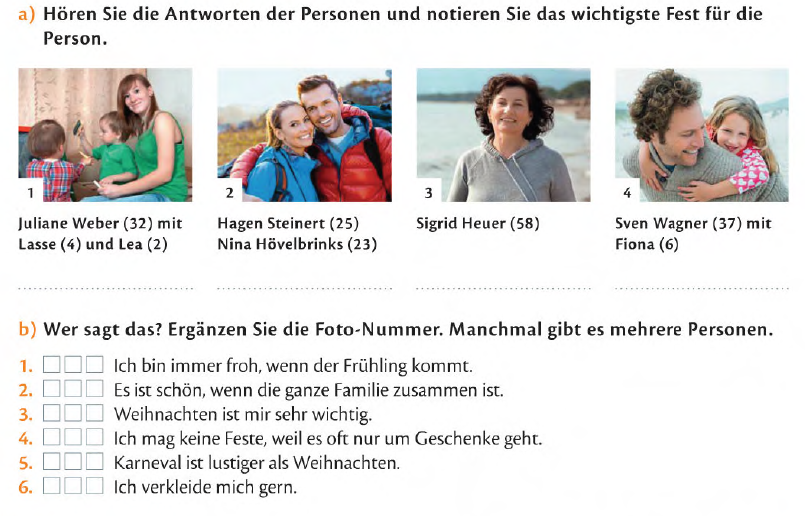 a) Hören Sie die Antworten der Personen und notieren Sie das wichtigste Fest für die
Person.
1
2
3
4
Juliane Weber (32) mit
Lasse (4) und Lea (2)
Hagen Steinert (25)
Nina Hövelbrinks (23)
Sigrid Heuer (58)
Sven Wagner (37) mit
Fiona (6)
b) Wer sagt das? Ergänzen Sie die Foto-Nummer. Manchmal gibt es mehrere Personen.
1. Ich bin immer froh, wenn der Frühling kommt.
2. Es ist schön, wenn die ganze Familie zusammen ist.
3. Weihnachten ist mir sehr wichtig.
4. Ich mag keine Feste, weil es oft nur um Geschenke geht.
5. Karneval ist lustiger als Weihnachten.
6. Ich verkleide mich gern.